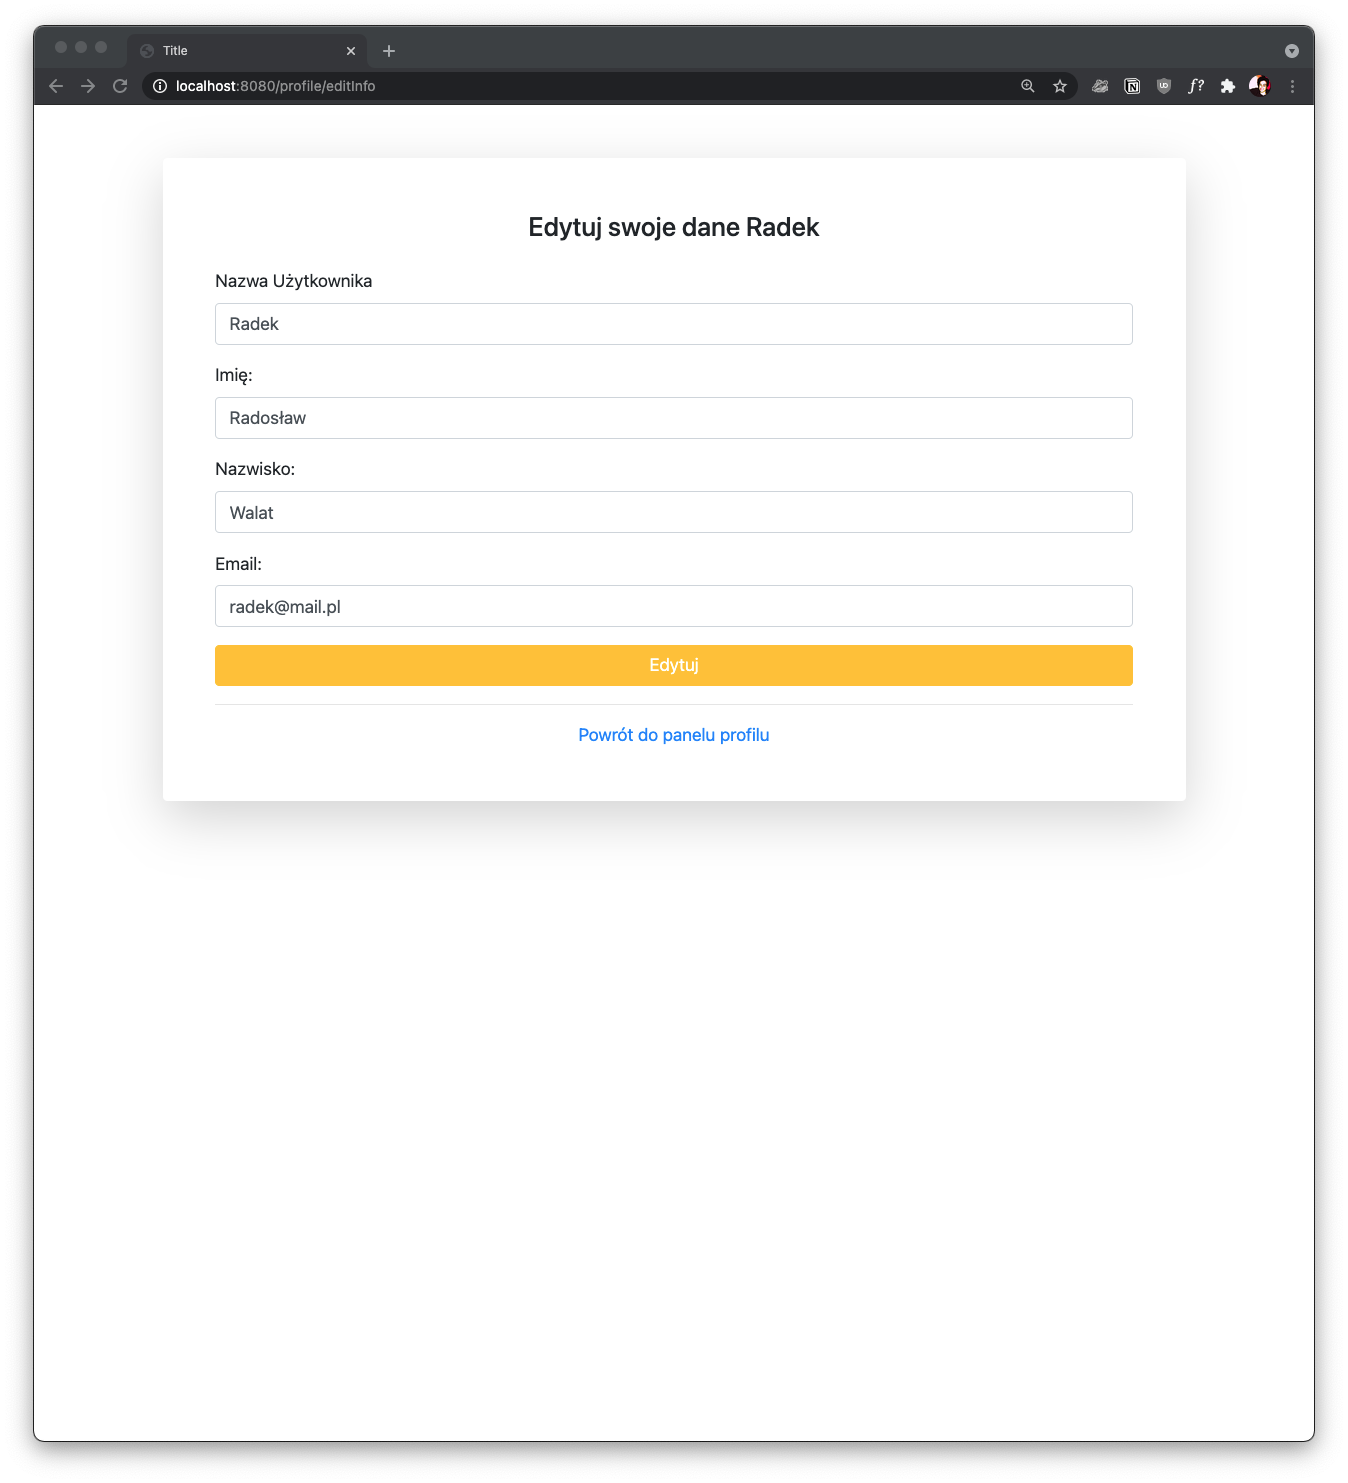 Title
localhost:8080/profile/editInfo
Edytuj swoje dane Radek
Nazwa Użytkownika
Radek
Imię:
Radosław
Nazwisko:
Walat
Email:
radek@mail.pl
Edytuj
Powrót do panelu profilu